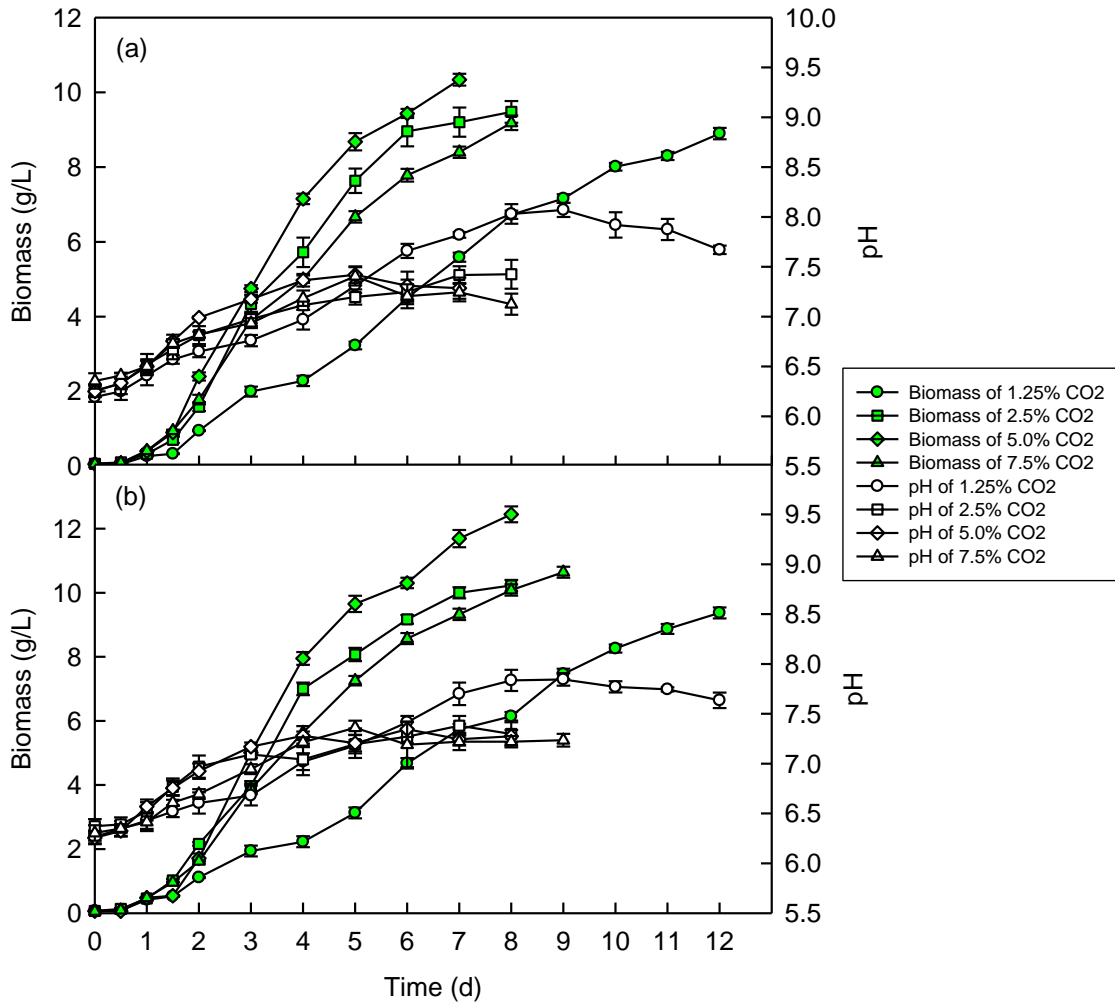 (a)
Biomass (g/L)
12
10
8
6
4
2
0
pH
10.0
9.5
9.0
8.5
8.0
7.5
7.0
6.5
6.0
5.5
Biomass of 1.25% CO2
Biomass of 2.5% CO2
Biomass of 5.0% CO2
Biomass of 7.5% CO2
pH of 1.25% CO2
pH of 2.5% CO2
pH of 5.0% CO2
pH of 7.5% CO2
(b)
Biomass (g/L)
12
10
8
6
4
2
0
pH
9.5
9.0
8.5
8.0
7.5
7.0
6.5
6.0
5.5
0 1 2 3 4 5 6 7 8 9 10 11 12
Time (d)